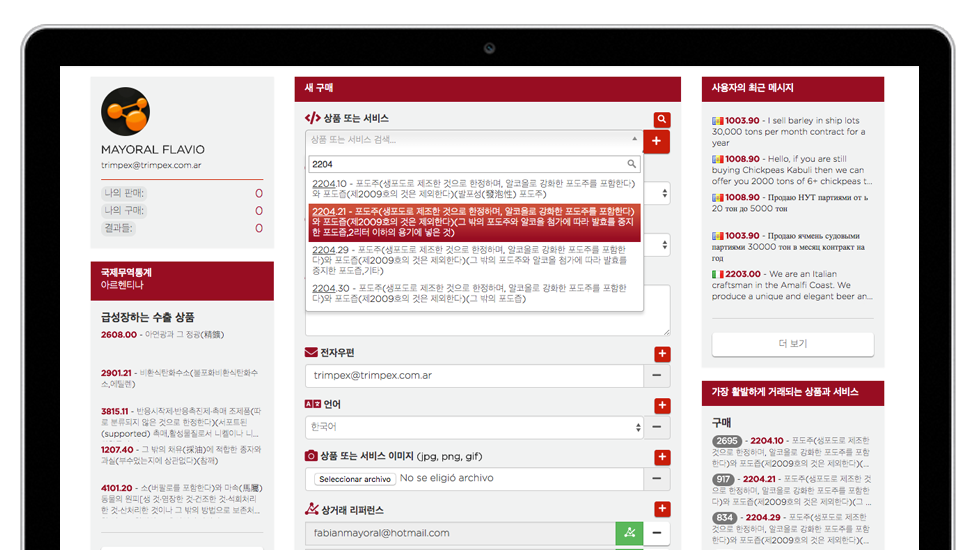 MAYORAL FLAVIO
trimpex@trimpex.com.ar
나의 판매: 0
나의 구매: 0
결과들: 0
국제무역통계
아르헨티나
급성장하는 수출 상품
2608.00 - 아연광과 그 정광(精鑛)
2901.21 - 비환식탄화수소(불포화비환식탄화수
소,에틸렌)
3815.11 - 반응시작제·반응촉진제·촉매 조제품(따
로 분류되지 않은 것으로 한정한다)(서포트된
(supported) 촉매,활성물질로서 니켈이나 니...
1207.40 - 그 밖의 채유(採油)에 적합한 종자와
과실(부수었는지에 상관없다)(참깨)
4101.20 - 소(버팔로를 포함한다)와 마속(馬屬)
동물의 원피[생 것·염장한 것·건조한 것·석회처리
한 것·산처리한 것이나 그 밖의 방법으로 보존처...
새 구매
상품 또는 서비스
상품 또는 서비스 검색...
2204
2204.10 - 포도주(생포도로 제조한 것으로 한정하며, 알코올로 강화한 포도주를 포함한다)
와 포도즙(제2009호의 것은 제외한다)(발포성(發泡性) 포도주)
2204.21 - 포도주(생포도로 제조한 것으로 한정하며, 알코올로 강화한 포도주를 포함한다)
와 포도즙(제2009호의 것은 제외한다)(그 밖의 포도주와 알코올 첨가에 따라 발효를 중지
한 포도즙,2리터 이하의 용기에 넣은 것)
2204.29 - 포도주(생포도로 제조한 것으로 한정하며, 알코올로 강화한 포도주를 포함한
다)와 포도즙(제2009호의 것은 제외한다)(그 밖의 포도주와 알코올 첨가에 따라 발효를
중지한 포도즙,기타)
2204.30 - 포도주(생포도로 제조한 것으로 한정하며, 알코올로 강화한 포도주를 포함한
다)와 포도즙(제2009호의 것은 제외한다)(그 밖의 포도즙)
전자우편
trimpex@trimpex.com.ar
언어
한국어
상품 또는 서비스 이미지 (jpg, png, gif)
Seleccionar archivo No se eligió archivo
상거래 리퍼런스
fabianmayoral@hotmail.com
사용자의 최근 메시지
1003.90 - I sell barley in ship lots
30,000 tons per month contract for a
year
1008.90 - Hello, if you are still
buying Chickpeas Kabuli then we can
offer you 2000 tons of 6+ chickpeas t...
1008.90 - Продаю НУТ партиями от ь
20 тон до 5000 тон
1003.90 - Продаю ячмень судовыми
партиями 30000 тон в месяц контракт на
год
2203.00 - We are an Italian
craftsman in the Amalfi Coast. We
produce a unique and elegant beer an...
더 보기
가장 활발하게 거래되는 상품과 서비스
구매
2695 - 2204.10 - 포도주(생포도로 제조한
것으로 한정하며, 알코올로 강화한 포도주를 포함
한다)와 포도즙(제2009호의 것은 제외한다)(...
917 - 2204.21 - 포도주(생포도로 제조한 것
으로 한정하며, 알코올로 강화한 포도주를 포함한
다)와 포도즙(제2009호의 것은 제외한다)(그 ...
834 - 2204.29 - 포도주(생포도로 제조한
것으로 한정하며, 알코올로 강화한 포도주를 포함
한다)와 포도즙(제2009호의 것은 제외한다)(...